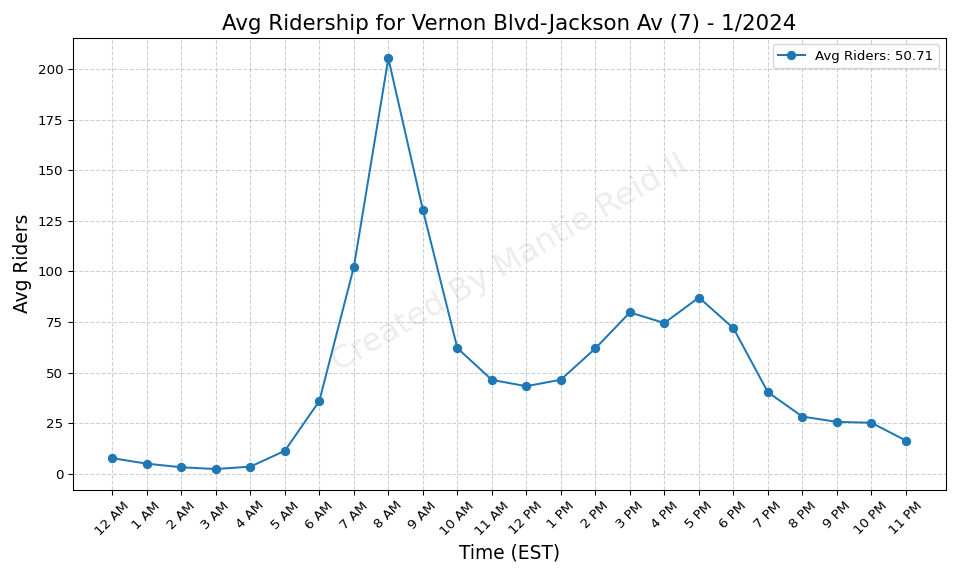 Avg Ridership for Vernon Blvd-Jackson Av (7) - 1/2024
Avg Riders: 50.71
Avg Riders
200
175
150
125
100
75
50
25
0
Created By Mantle Reid II
12 AM
1 AM
2 AM
3 AM
4 AM
5 AM
6 AM
7 AM
8 AM
9 AM
10 AM
11 AM
12 PM
1 PM
2 PM
3 PM
4 PM
5 PM
6 PM
7 PM
8 PM
9 PM
10 PM
11 PM
Time (EST)